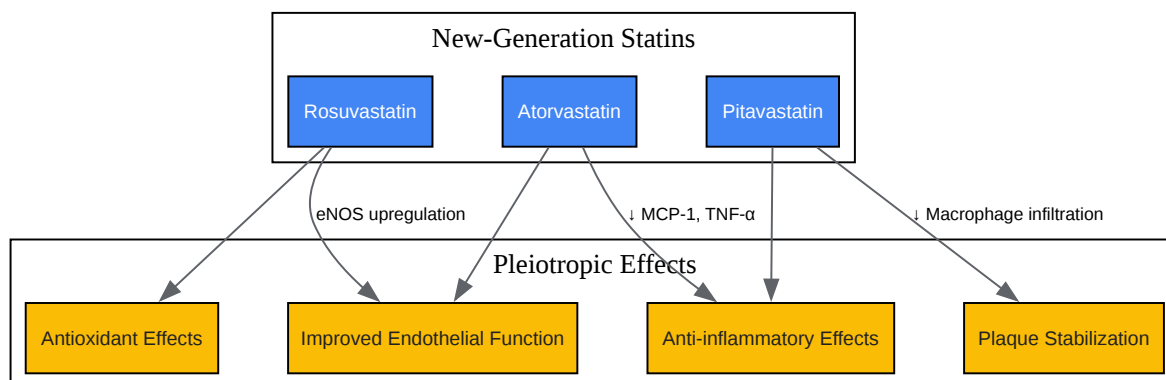 New-Generation Statins
Rosuvastatin
Atorvastatin
Pitavastatin
eNOS upregulation
↓ MCP-1, TNF-α
↓ Macrophage infiltration
Pleiotropic Effects
Antioxidant Effects
Improved Endothelial Function
Anti-inflammatory Effects
Plaque Stabilization